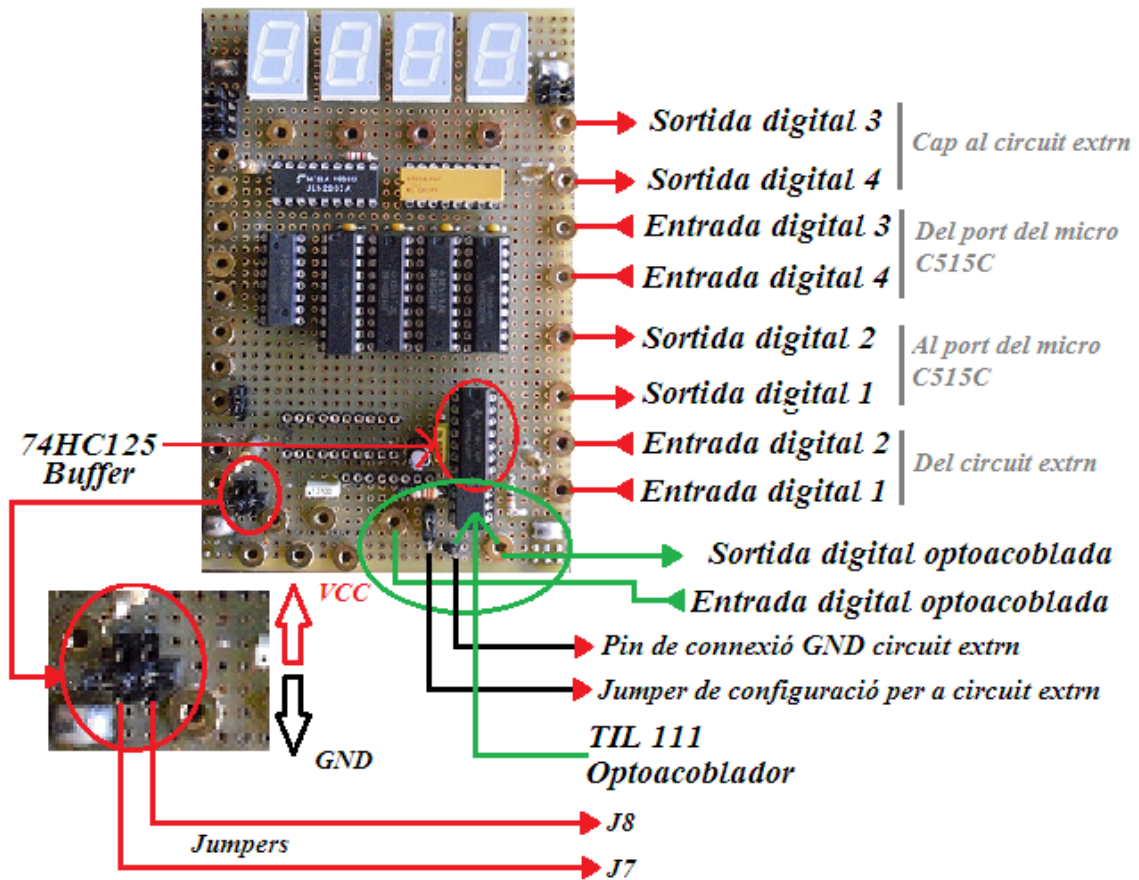 Sortida digital 3
Cap al circuit extrn
Sortida digital 4
Entrada digital 3
Del port del micro
C515C
Entrada digital 4
Sortida digital 2
Al port del micro
C515C
Sortida digital 1
74HC125
Buffer
Entrada digital 2
Del circuit extrn
Entrada digital 1
Sortida digital optoacoblada
VCC
Entrada digital optoacoblada
Pin de connexió GND circuit extrn
Jumper de configuració per a circuit extrn
TIL 111
Optoacoblador
GND
J8
Jumpers
J7